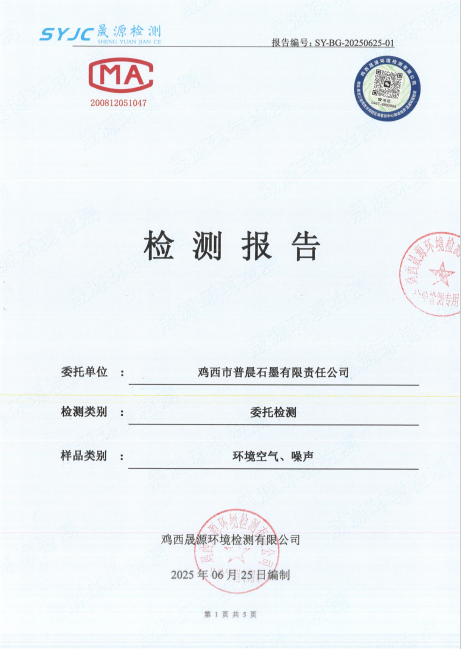 SYJC 晟源检测
SHENG YUAN JIAN CE
报告编号: SY-BG-20250625-01
MA
200812051047
检测报告
委托单位 : 鸡西市普晨石墨有限责任公司
检测类别 : 委托检测
样品类别 : 环境空气、噪声
鸡西晟源环境检测有限公司
2025 年 06 月 25 日编制
第 1 页 共 5 页